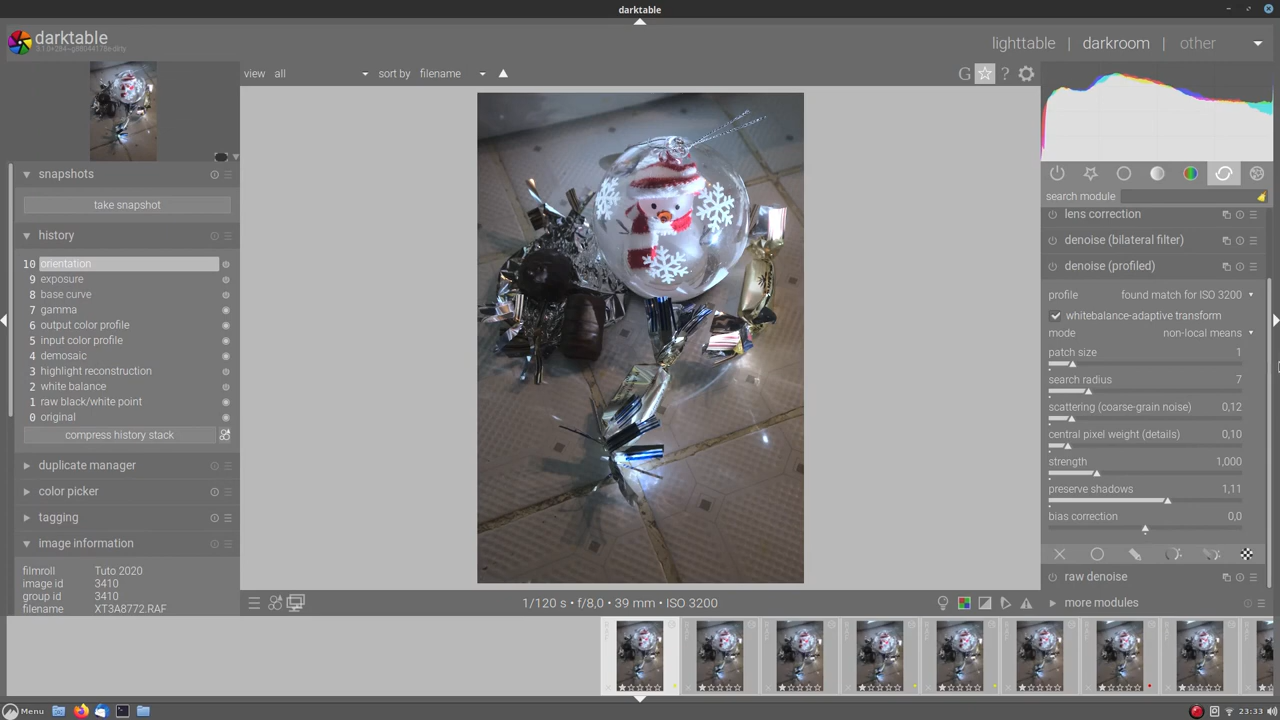 darktable
darktable
lighttable | darkroom | other
view all sort by filename
G ?
snapshots
take snapshot
history
10 orientation
9 exposure
8 base curve
7 gamma
6 output color profile
5 input color profile
4 demosaic
3 highlight reconstruction
2 white balance
1 raw black/white point
0 original
compress history stack
duplicate manager
color picker
tagging
image information
filmroll Tuto 2020
image id 3410
group id 3410
filename XT3A8772.RAF
1/120 s • f/8,0 • 39 mm • ISO 3200
search module
lens correction
denoise (bilateral filter)
denoise (profiled)
profile found match for ISO 3200
whitebalance-adaptive transform
mode non-local means
patch size 1
search radius 7
scattering (coarse-grain noise) 0,12
central pixel weight (details) 0,10
strength 1,000
preserve shadows 1,11
bias correction 0,0
raw denoise
more modules
Menu
23:33